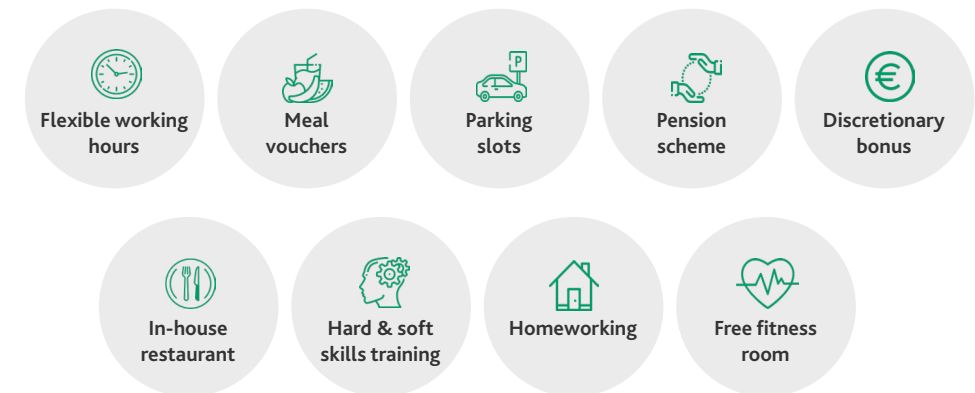 P
Flexible working
hours
Meal
vouchers
Parking
slots
Pension
scheme
€
Discretionary
bonus
In-house
restaurant
Hard & soft
skills training
Homeworking
Free fitness
room